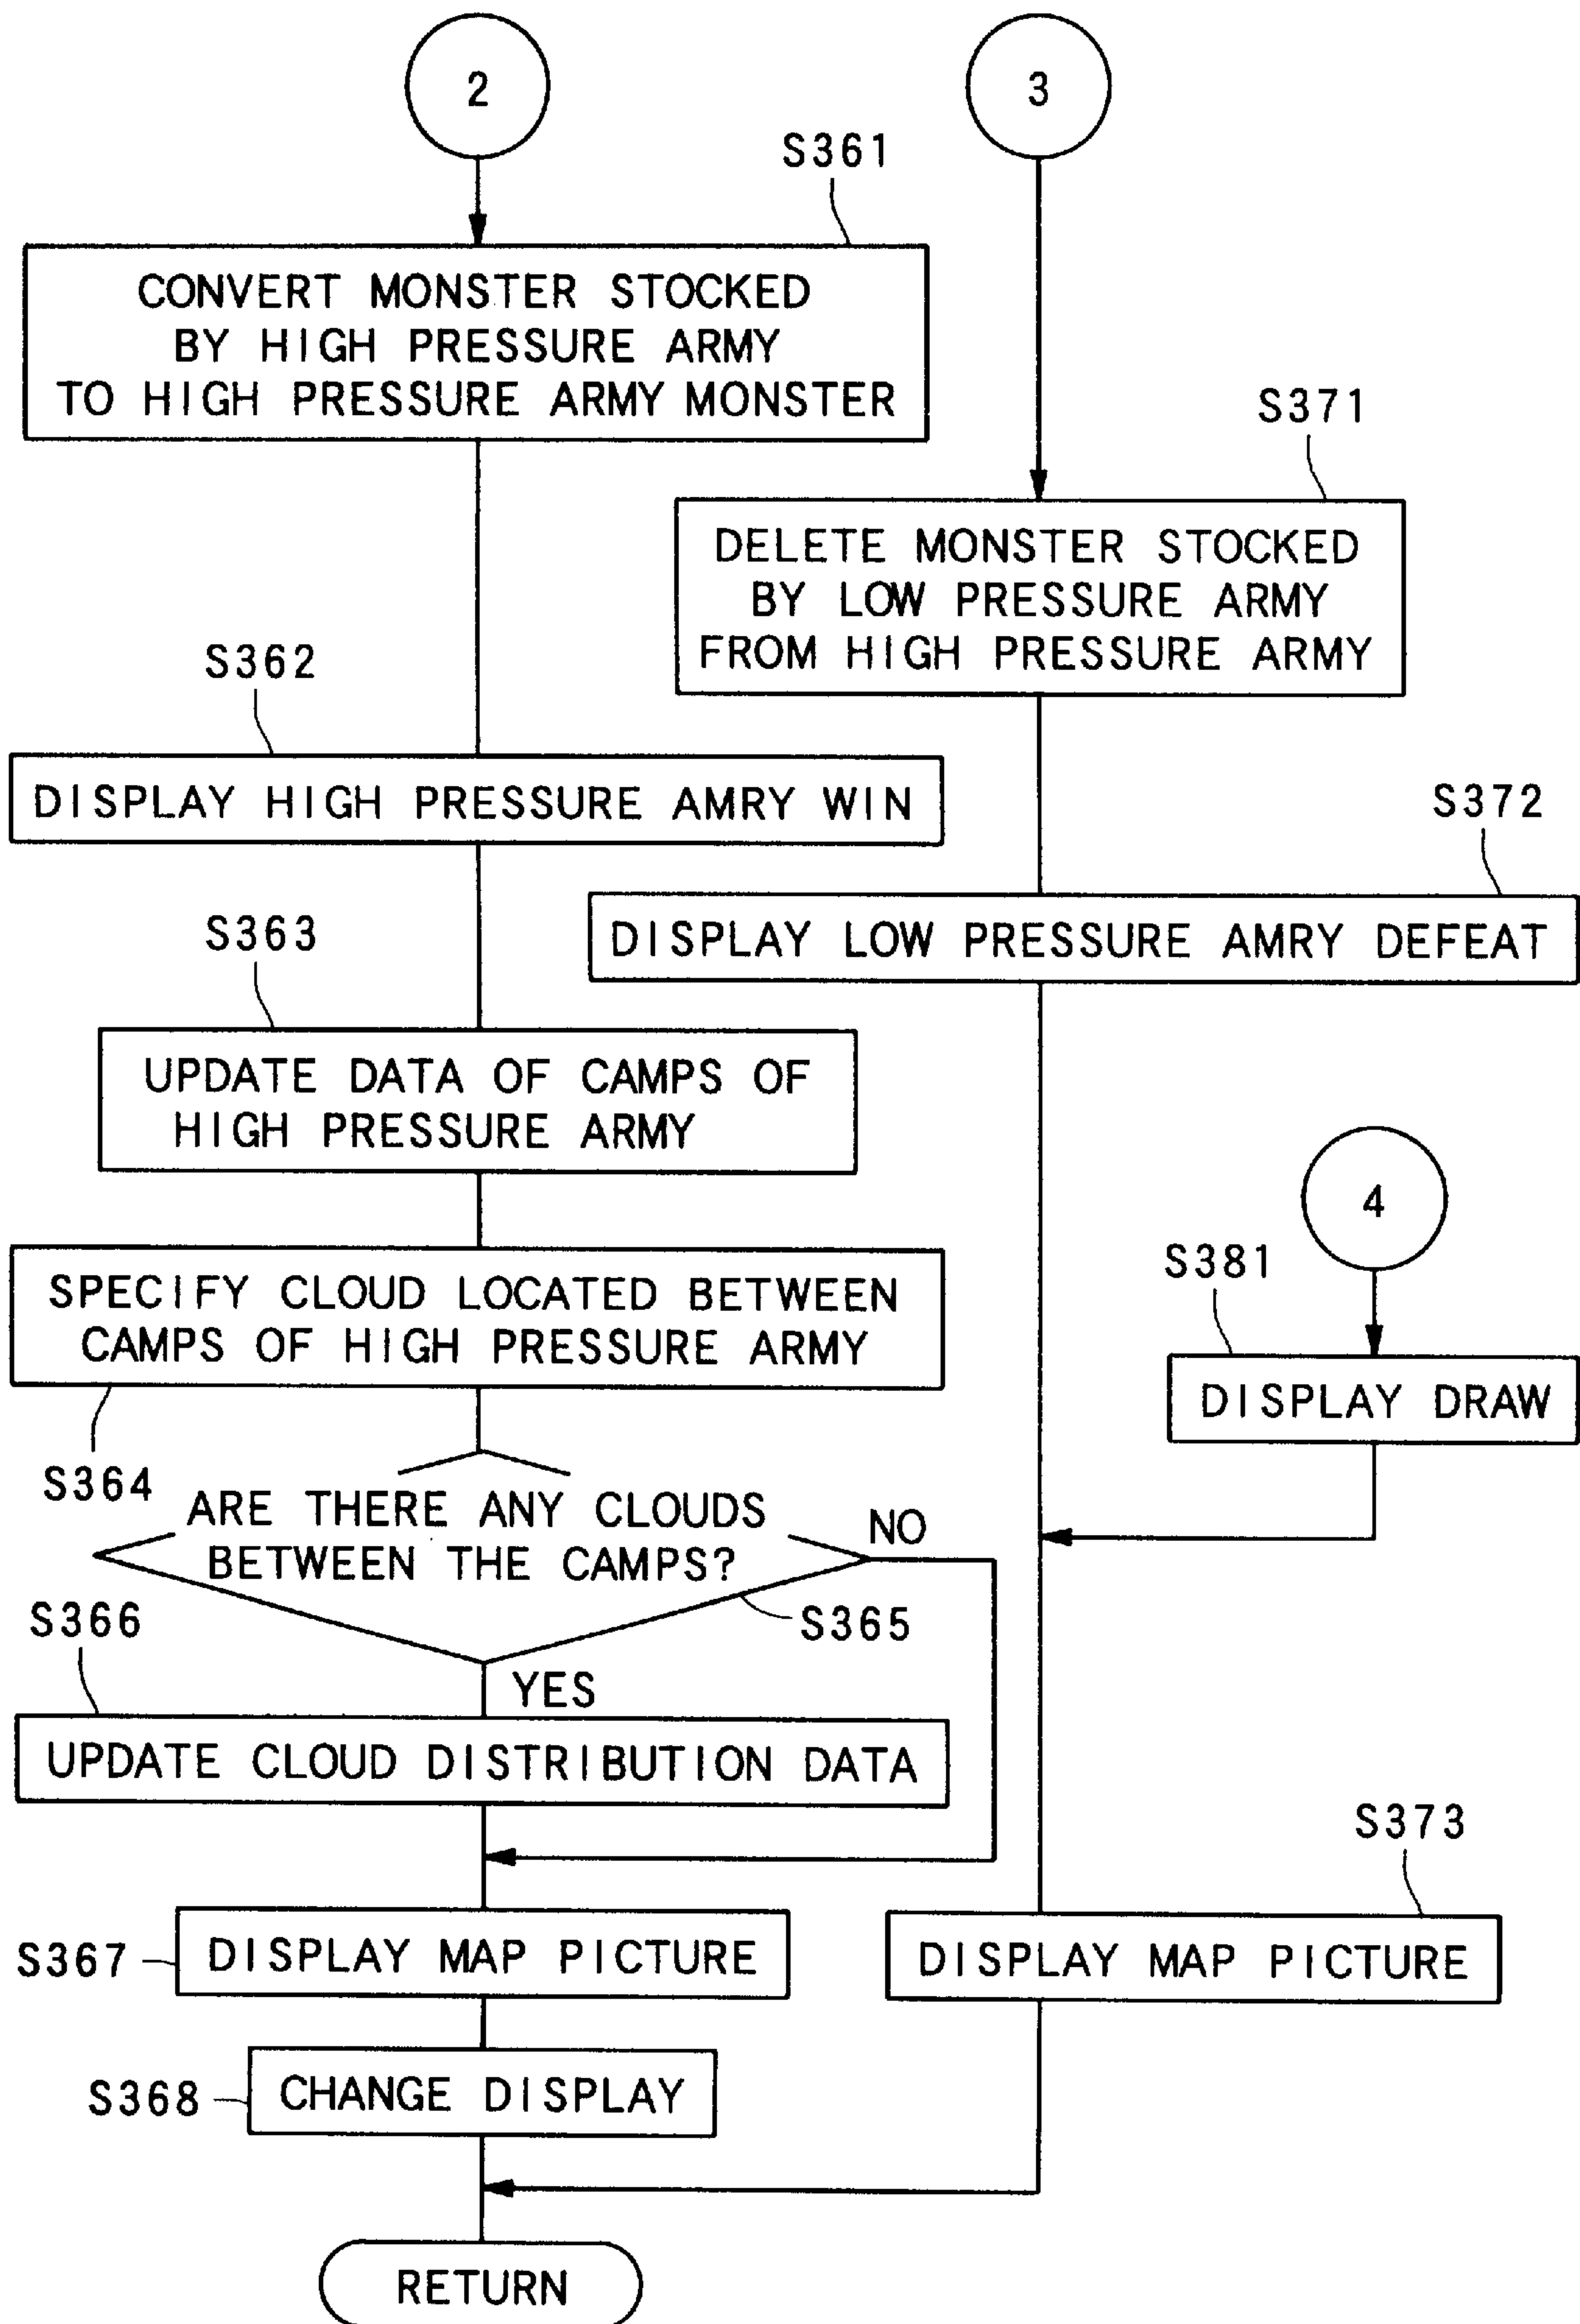 2
3
S361
CONVERT MONSTER STOCKED
BY HIGH PRESSURE ARMY
TO HIGH PRESSURE ARMY MONSTER
S371
DELETE MONSTER STOCKED
BY LOW PRESSURE ARMY
FROM HIGH PRESSURE ARMY
S362
DISPLAY HIGH PRESSURE AMRY WIN
S372
DISPLAY LOW PRESSURE AMRY DEFEAT
S363
UPDATE DATA OF CAMPS OF
HIGH PRESSURE ARMY
4
S381
SPECIFY CLOUD LOCATED BETWEEN
CAMPS OF HIGH PRESSURE ARMY
DISPLAY DRAW
S364
ARE THERE ANY CLOUDS
BETWEEN THE CAMPS?
NO
S365
S366
YES
UPDATE CLOUD DISTRIBUTION DATA
S373
S367
DISPLAY MAP PICTURE
DISPLAY MAP PICTURE
S368
CHANGE DISPLAY
RETURN